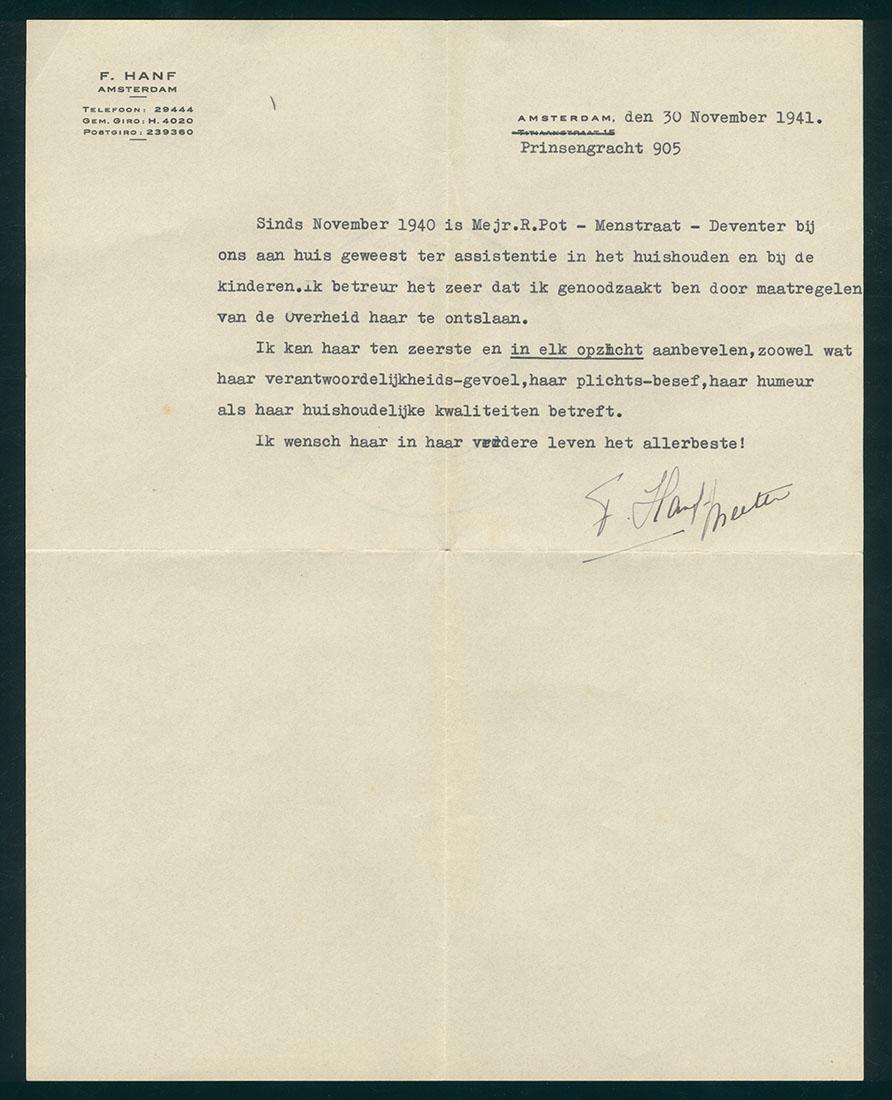 F. HANF
AMSTERDAM
TELEFOON: 29444
GEM. GIRO: H. 4020
POSTGIRO: 239360
AMSTERDAM, den 30 November 1941.
TITIAANSTRAAT 15
Prinsengracht 905
Sinds November 1940 is Mejr.R.Pot - Menstraat - Deventer bij
ons aan huis geweest ter assistentie in het huishouden en bij de
kinderen.Ik betreur het zeer dat ik genoodzaakt ben door maatregelen
van de Overheid haar te ontslaan.
Ik kan haar ten zeerste en in elk opzicht aanbevelen,zoowel wat
haar verantwoordelijkheids-gevoel,haar plichts-besef,haar humeur
als haar huishoudelijke kwaliteiten betreft.
Ik wensch haar in haar verdere leven het allerbeste!
F. Hanf-